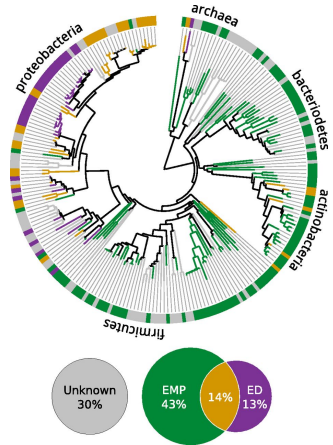 archaea
proteobacteria
bacteriodetes
actinobacteria
firmicutes
Unknown
30%
EMP
43%
14%
ED
13%